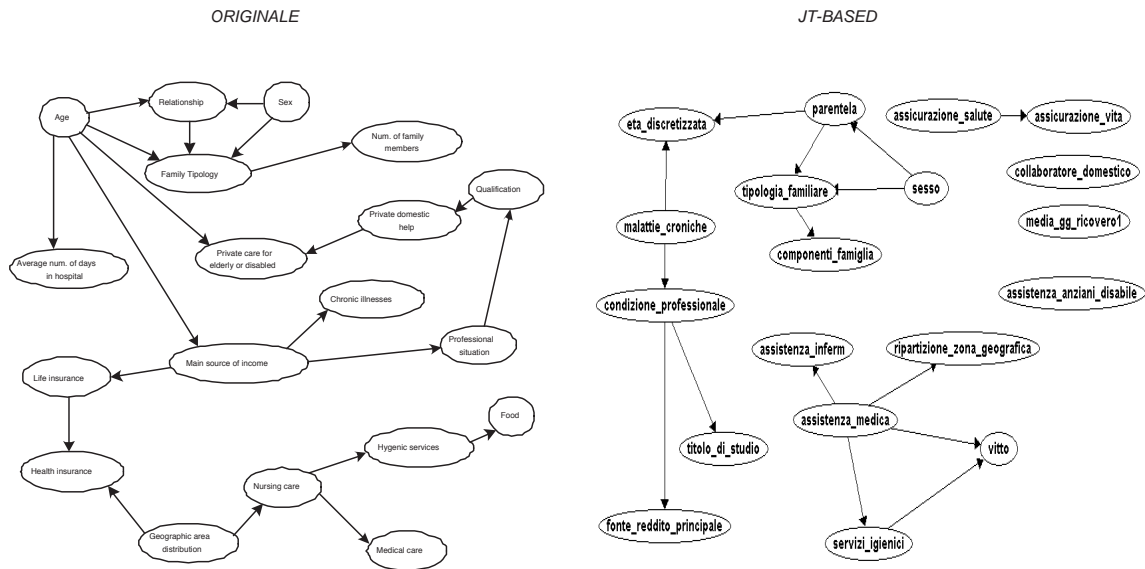 ORIGINALE
JT-BASED
Age
Relationship
Sex
Num. of family
members
Family Tipology
Qualification
Private domestic
help
Private care for
elderly or disabled
Average num. of days
in hospital
Chronic illnesses
Professional
situation
Main source of income
Life insurance
Food
Hygenic services
Health insurance
Nursing care
Geographic area
distribution
Medical care
parentela
eta_discretizzata
assicurazione_salute
assicurazione_vita
collaboratore_domestico
tipologia_familiare
sesso
malattie_croniche
media_gg_ricovero1
componenti_famiglia
assistenza_anziani_disabile
condizione_professionale
assistenza_inferm
ripartizione_zona_geografica
assistenza_medica
titolo_di_studio
vitto
fonte_reddito_principale
servizi_igienici